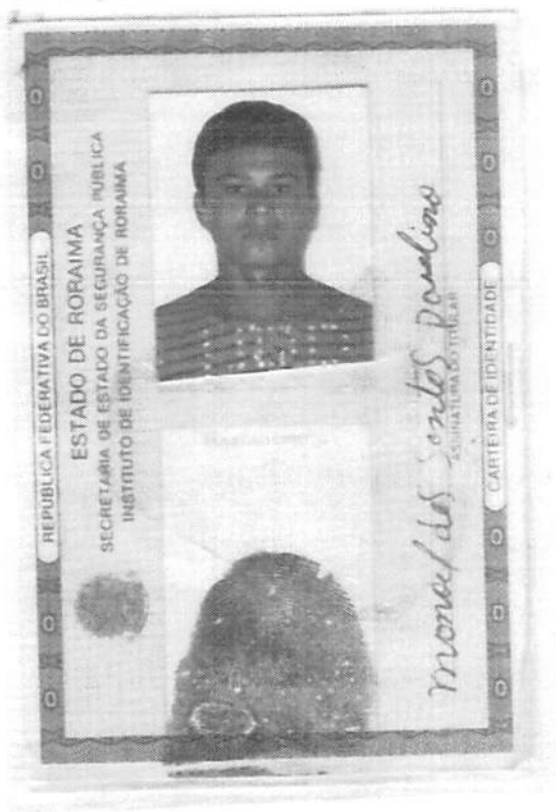 REPÚBLICA FEDERATIVA DO BRASIL
ESTADO DE RORAIMA
SECRETARIA DE ESTADO DA SEGURANÇA PÚBLICA
INSTITUTO DE IDENTIFICAÇÃO DE RORAIMA
Manoel dos Santos
ASSINATURA DO TITULAR
CARTEIRA DE IDENTIDADE